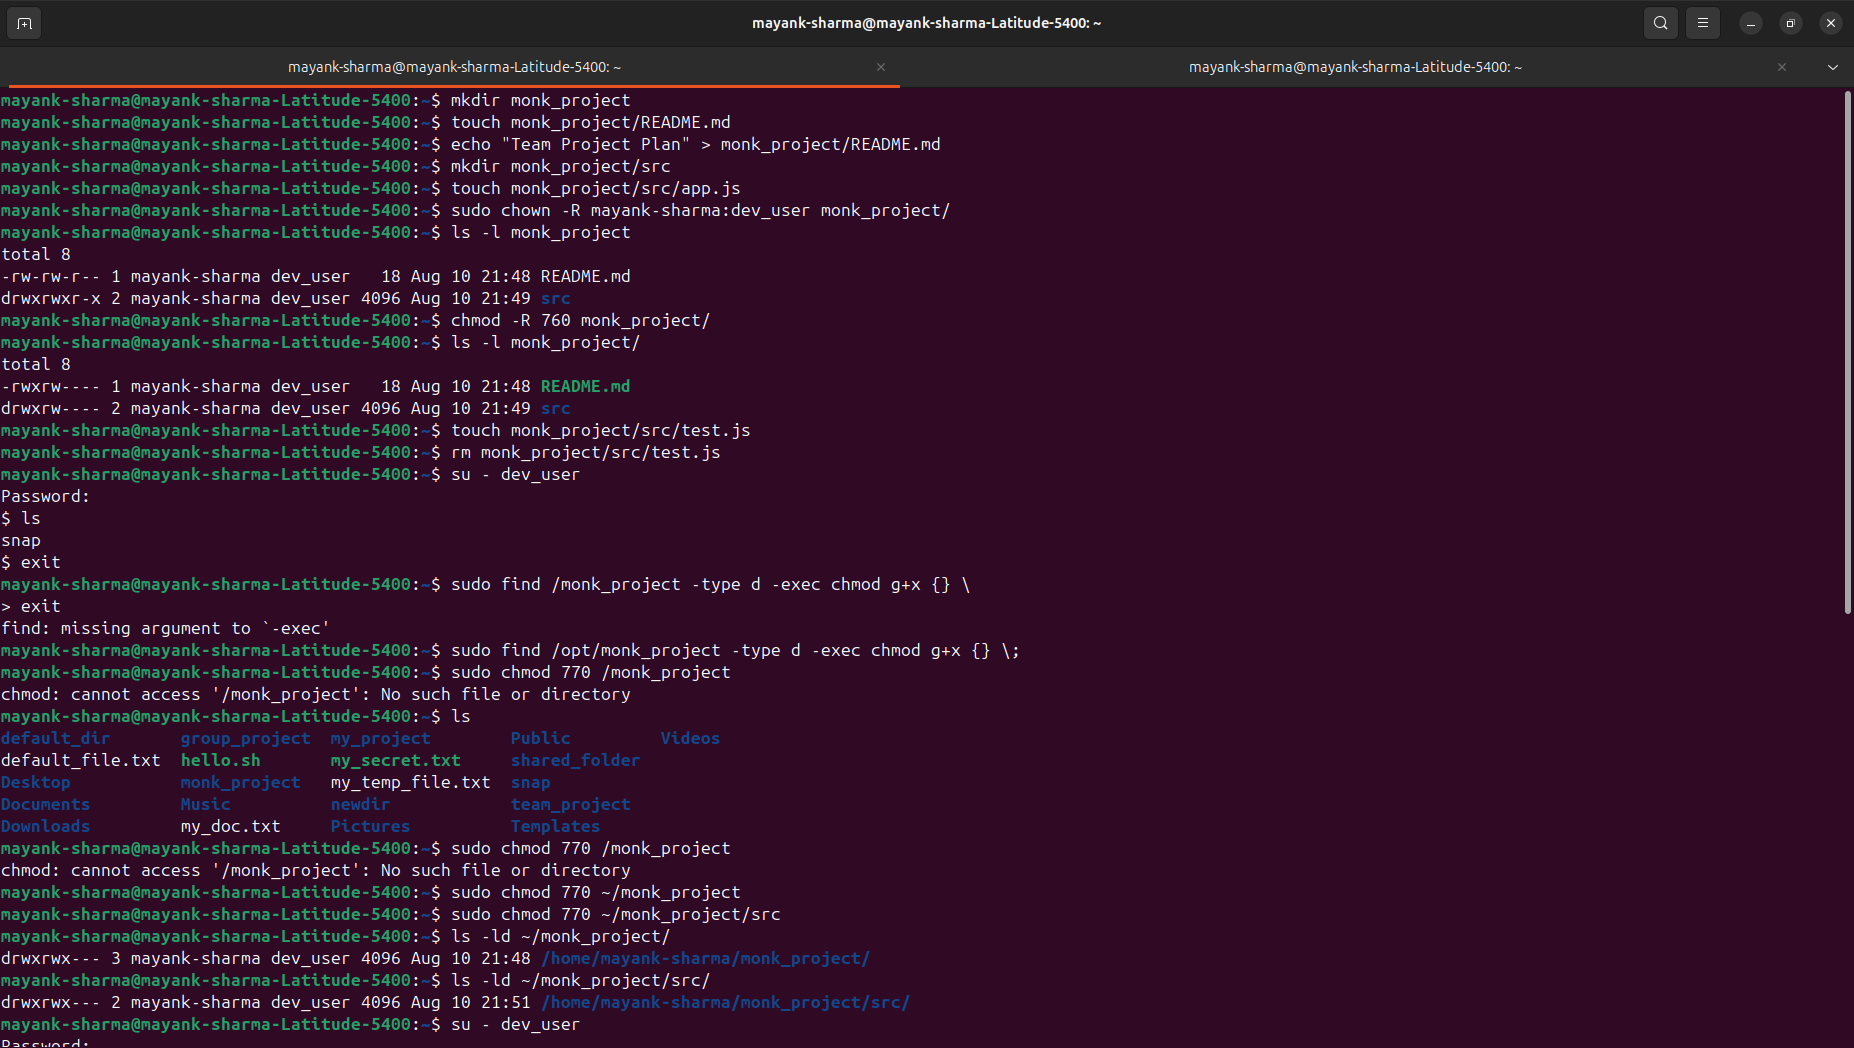 mayank-sharma@mayank-sharma-Latitude-5400: ~
mayank-sharma@mayank-sharma-Latitude-5400: ~
mayank-sharma@mayank-sharma-Latitude-5400: ~
mayank-sharma@mayank-sharma-Latitude-5400:~$ mkdir monk_project
mayank-sharma@mayank-sharma-Latitude-5400:~$ touch monk_project/README.md
mayank-sharma@mayank-sharma-Latitude-5400:~$ echo "Team Project Plan" > monk_project/README.md
mayank-sharma@mayank-sharma-Latitude-5400:~$ mkdir monk_project/src
mayank-sharma@mayank-sharma-Latitude-5400:~$ touch monk_project/src/app.js
mayank-sharma@mayank-sharma-Latitude-5400:~$ sudo chown -R mayank-sharma:dev_user monk_project/
mayank-sharma@mayank-sharma-Latitude-5400:~$ ls -l monk_project
total 8
-rw-rw-r-- 1 mayank-sharma dev_user   18 Aug 10 21:48 README.md
drwxrwxr-x 2 mayank-sharma dev_user 4096 Aug 10 21:49 src
mayank-sharma@mayank-sharma-Latitude-5400:~$ chmod -R 760 monk_project/
mayank-sharma@mayank-sharma-Latitude-5400:~$ ls -l monk_project/
total 8
-rwxrw---- 1 mayank-sharma dev_user   18 Aug 10 21:48 README.md
drwxrw---- 2 mayank-sharma dev_user 4096 Aug 10 21:49 src
mayank-sharma@mayank-sharma-Latitude-5400:~$ touch monk_project/src/test.js
mayank-sharma@mayank-sharma-Latitude-5400:~$ rm monk_project/src/test.js
mayank-sharma@mayank-sharma-Latitude-5400:~$ su - dev_user
Password:
$ ls
snap
$ exit
mayank-sharma@mayank-sharma-Latitude-5400:~$ sudo find /monk_project -type d -exec chmod g+x {} \
> exit
find: missing argument to `-exec'
mayank-sharma@mayank-sharma-Latitude-5400:~$ sudo find /opt/monk_project -type d -exec chmod g+x {} \;
mayank-sharma@mayank-sharma-Latitude-5400:~$ sudo chmod 770 /monk_project
chmod: cannot access '/monk_project': No such file or directory
mayank-sharma@mayank-sharma-Latitude-5400:~$ ls
default_dir       group_project  my_project        Public         Videos
default_file.txt  hello.sh       my_secret.txt     shared_folder
Desktop           monk_project   my_temp_file.txt  snap
Documents         Music          newdir            team_project
Downloads         my_doc.txt     Pictures          Templates
mayank-sharma@mayank-sharma-Latitude-5400:~$ sudo chmod 770 /monk_project
chmod: cannot access '/monk_project': No such file or directory
mayank-sharma@mayank-sharma-Latitude-5400:~$ sudo chmod 770 ~/monk_project
mayank-sharma@mayank-sharma-Latitude-5400:~$ sudo chmod 770 ~/monk_project/src
mayank-sharma@mayank-sharma-Latitude-5400:~$ ls -ld ~/monk_project/
drwxrwx--- 3 mayank-sharma dev_user 4096 Aug 10 21:48 /home/mayank-sharma/monk_project/
mayank-sharma@mayank-sharma-Latitude-5400:~$ ls -ld ~/monk_project/src/
drwxrwx--- 2 mayank-sharma dev_user 4096 Aug 10 21:51 /home/mayank-sharma/monk_project/src/
mayank-sharma@mayank-sharma-Latitude-5400:~$ su - dev_user
Password: